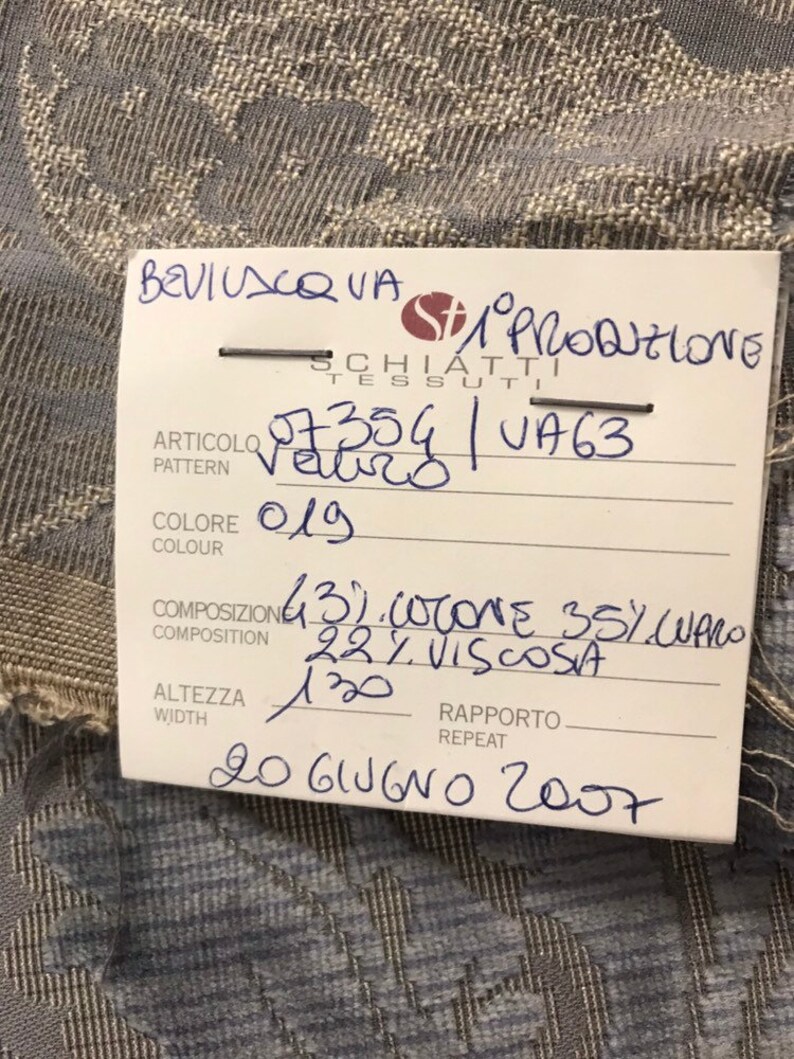 BEVILACQUA
St
1° PRODUZIONE
SCHIATTI
TESSUTI
ARTICOLO 07354 / VA63
PATTERN VELLUTO
COLORE 019
COLOUR
COMPOSIZIONE 43%.COTONE 35%.CUPRO
COMPOSITION 22%.VISCOSA
ALTEZZA 130
WIDTH
RAPPORTO
REPEAT
20 GIUGNO 2007